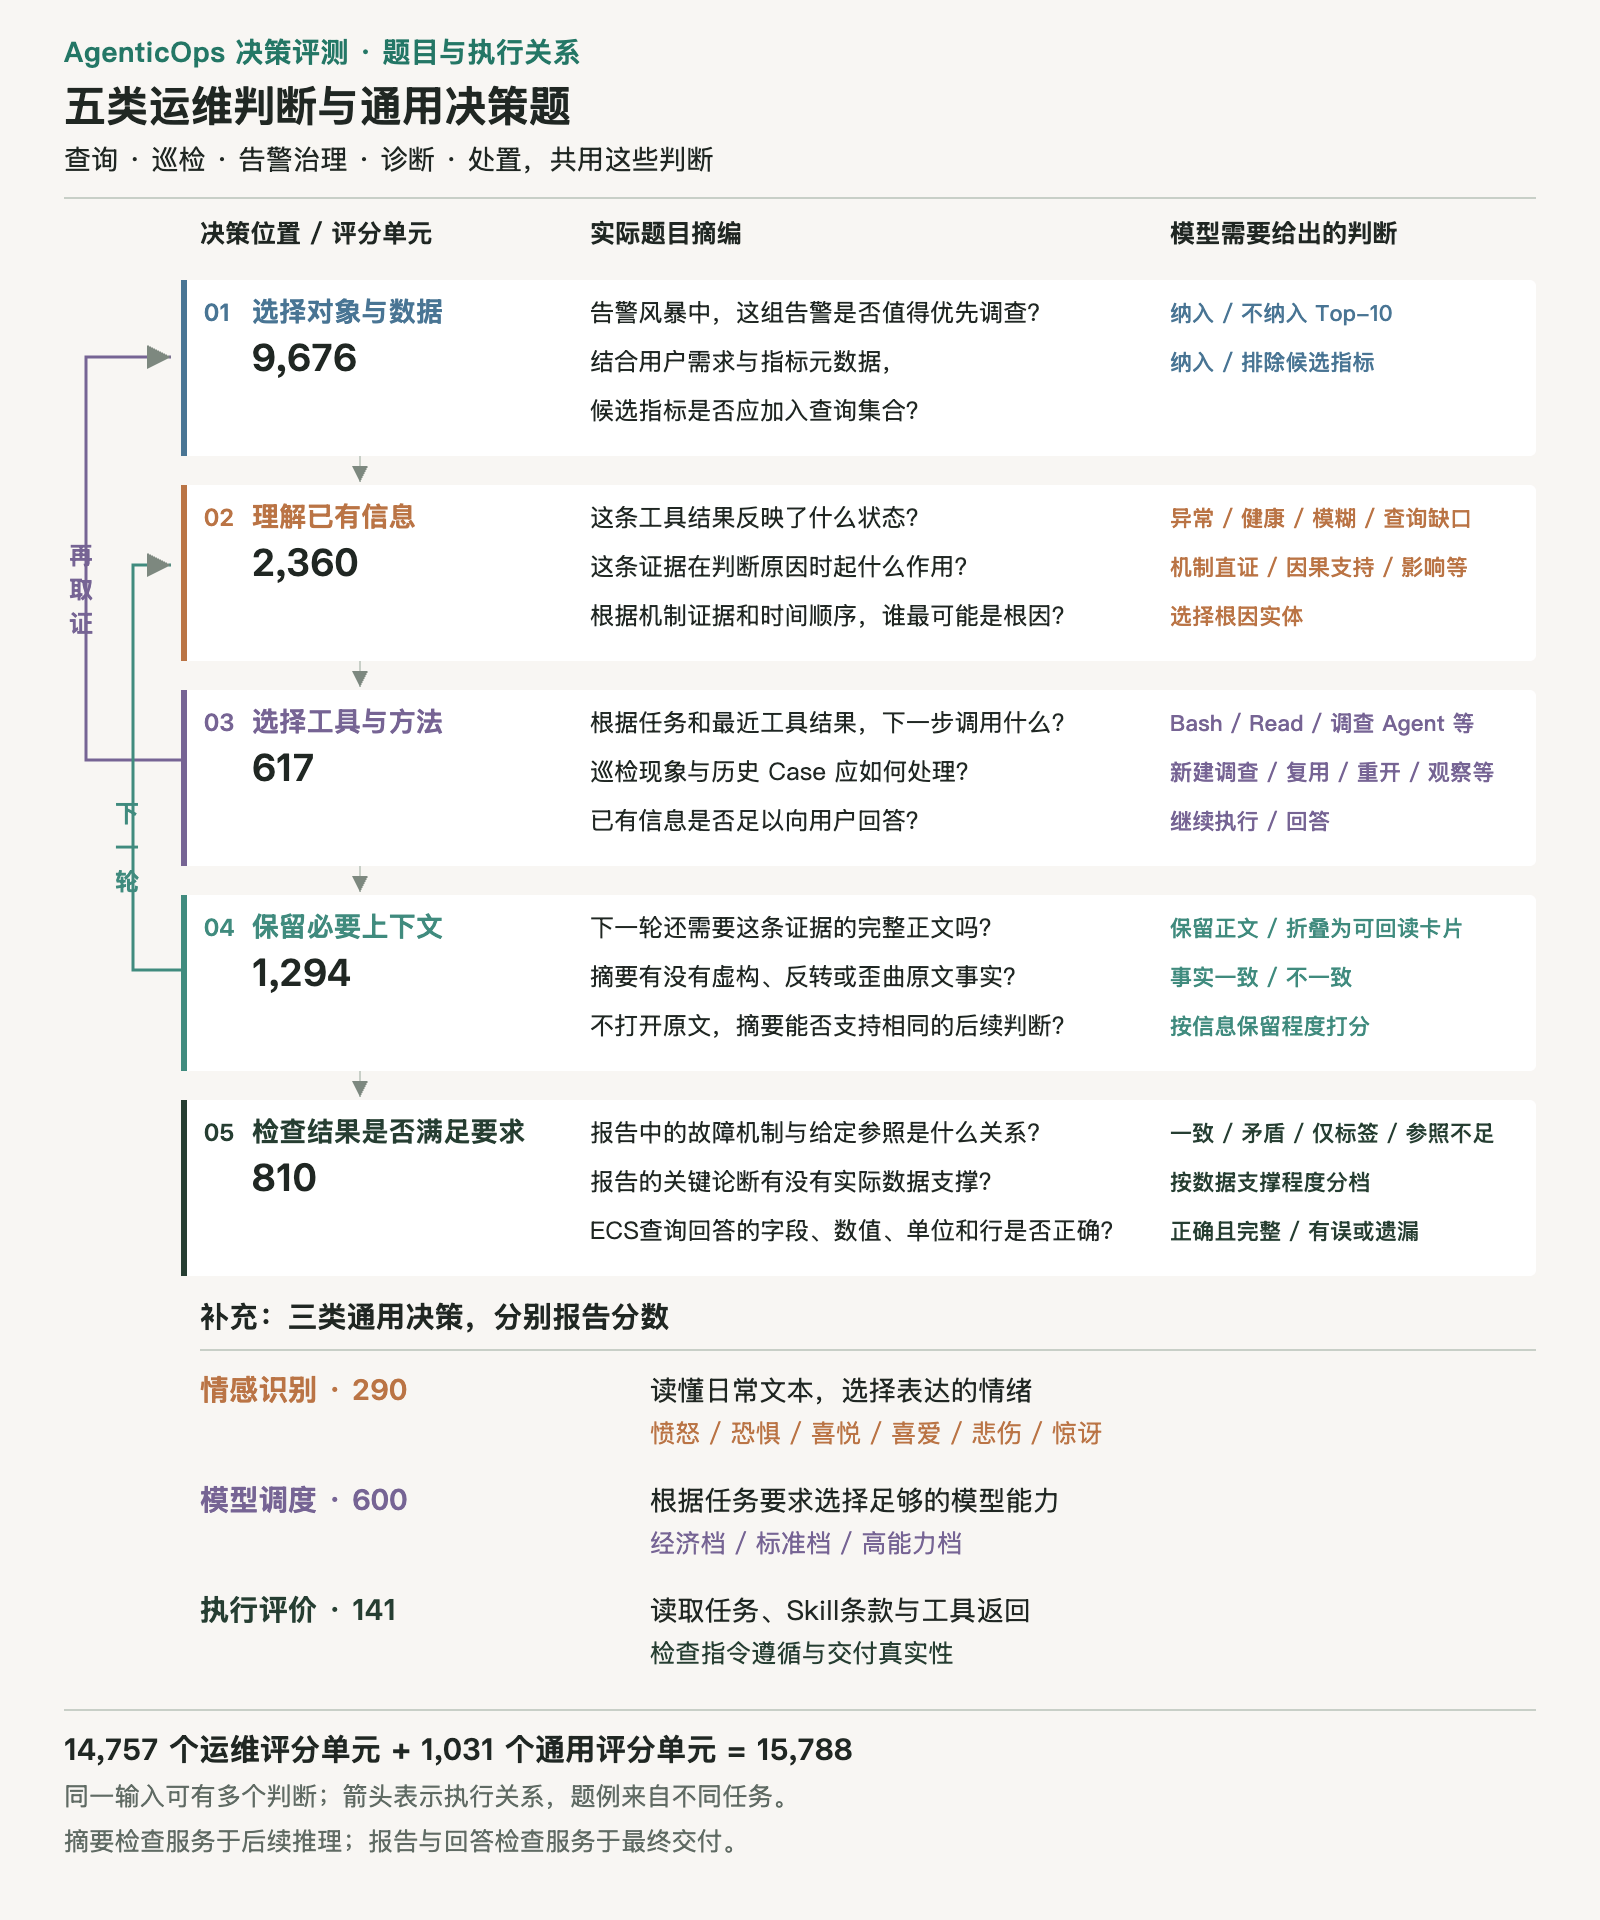 AgenticOps 决策评测 · 题目与执行关系
五类运维判断与通用决策题
查询 · 巡检 · 告警治理 · 诊断 · 处置，共用这些判断
决策位置 / 评分单元
实际题目摘编
模型需要给出的判断
01 选择对象与数据
9,676
告警风暴中，这组告警是否值得优先调查？
结合用户需求与指标元数据，
候选指标是否应加入查询集合？
纳入 / 不纳入 Top-10
纳入 / 排除候选指标
02 理解已有信息
2,360
这条工具结果反映了什么状态？
这条证据在判断原因时起什么作用？
根据机制证据和时间顺序，谁最可能是根因？
异常 / 健康 / 模糊 / 查询缺口
机制直证 / 因果支持 / 影响等
选择根因实体
再取证
03 选择工具与方法
617
根据任务和最近工具结果，下一步调用什么？
巡检现象与历史 Case 应如何处理？
已有信息是否足以向用户回答？
Bash / Read / 调查 Agent 等
新建调查 / 复用 / 重开 / 观察等
继续执行 / 回答
下一轮
04 保留必要上下文
1,294
下一轮还需要这条证据的完整正文吗？
摘要有没有虚构、反转或歪曲原文事实？
不打开原文，摘要能否支持相同的后续判断？
保留正文 / 折叠为可回读卡片
事实一致 / 不一致
按信息保留程度打分
05 检查结果是否满足要求
810
报告中的故障机制与给定参照是什么关系？
报告的关键论断有没有实际数据支撑？
ECS查询回答的字段、数值、单位和行是否正确？
一致 / 矛盾 / 仅标签 / 参照不足
按数据支撑程度分档
正确且完整 / 有误或遗漏
补充：三类通用决策，分别报告分数
情感识别 · 290
读懂日常文本，选择表达的情绪
愤怒 / 恐惧 / 喜悦 / 喜爱 / 悲伤 / 惊讶
模型调度 · 600
根据任务要求选择足够的模型能力
经济档 / 标准档 / 高能力档
执行评价 · 141
读取任务、Skill条款与工具返回
检查指令遵循与交付真实性
14,757 个运维评分单元 + 1,031 个通用评分单元 = 15,788
同一输入可有多个判断；箭头表示执行关系，题例来自不同任务。
摘要检查服务于后续推理；报告与回答检查服务于最终交付。